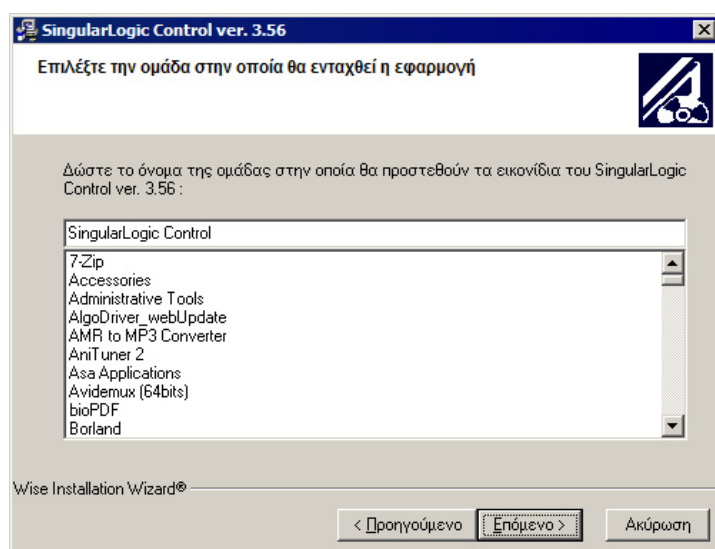 SingularLogic Control ver. 3.56
Επιλέξτε την ομάδα στην οποία θα ενταχθεί η εφαρμογή
Δώστε το όνομα της ομάδας στην οποία θα προστεθούν τα εικονίδια του SingularLogic
Control ver. 3.56 :
SingularLogic Control
7-Zip
Accessories
Administrative Tools
AlgoDriver_webUpdate
AMR to MP3 Converter
AniTuner 2
Asa Applications
Avidemux (64bits)
bioPDF
Borland
Wise Installation Wizard®
< Προηγούμενο Επόμενο > Ακύρωση